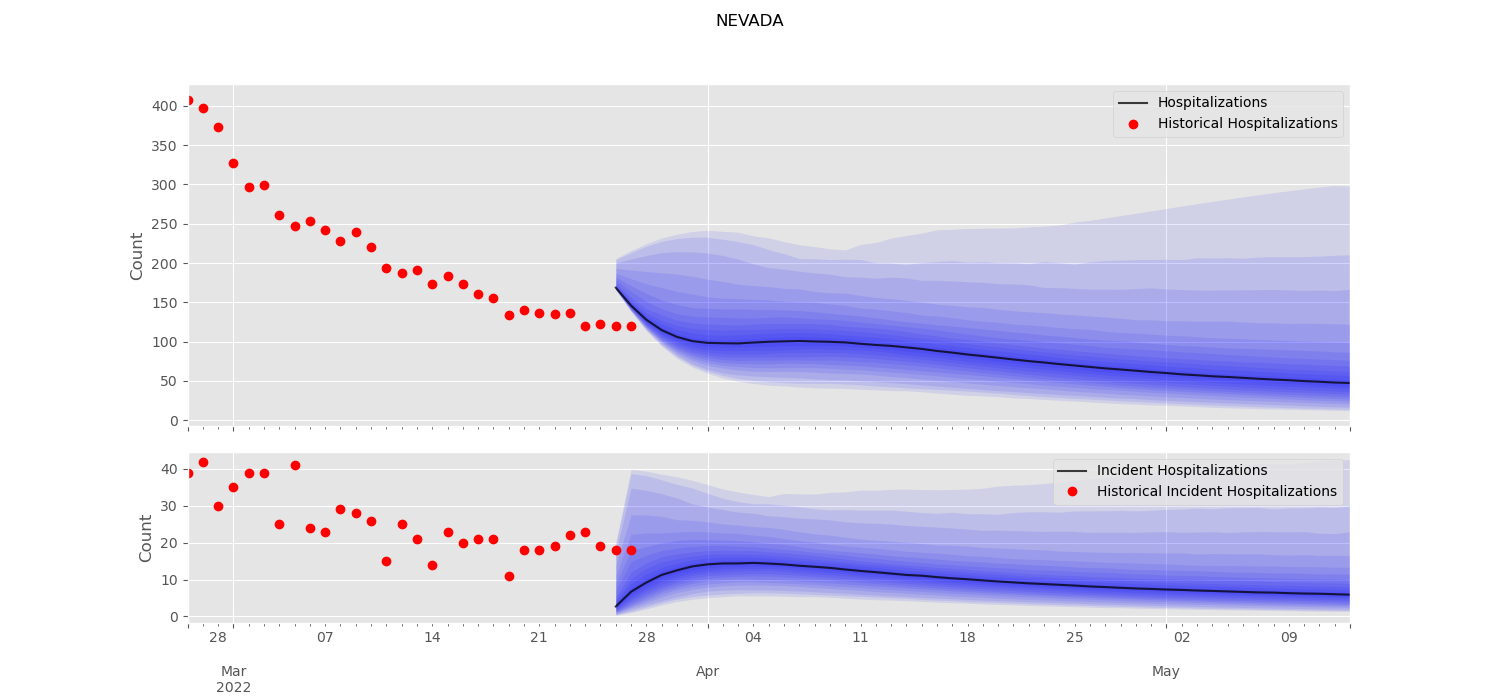 NEVADA
Count
400
350
300
250
200
150
100
50
0
Hospitalizations
Historical Hospitalizations
Count
40
30
20
10
0
Incident Hospitalizations
Historical Incident Hospitalizations
28 07 14 21 28 04 11 18 25 02 09
Mar Apr May
2022